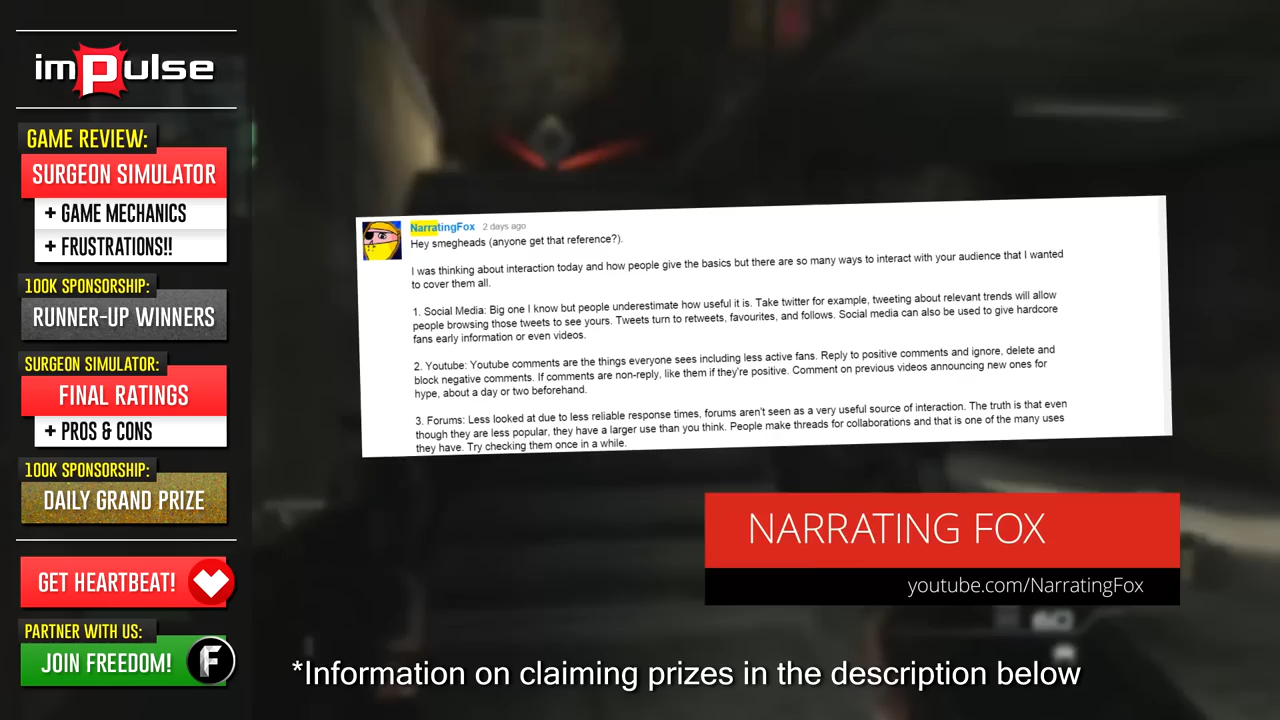 imPulse
GAME REVIEW:
SURGEON SIMULATOR
+ GAME MECHANICS
+ FRUSTRATIONS!!
100K SPONSORSHIP:
RUNNER-UP WINNERS
SURGEON SIMULATOR:
FINAL RATINGS
+ PROS & CONS
100K SPONSORSHIP:
DAILY GRAND PRIZE
GET HEARTBEAT!
PARTNER WITH US:
JOIN FREEDOM!
F
NarratingFox 2 days ago
Hey smegheads (anyone get that reference?).
I was thinking about interaction today and how people give the basics but there are so many ways to interact with your audience that I wanted
to cover them all.
1. Social Media: Big one I know but people underestimate how useful it is. Take twitter for example, tweeting about relevant trends will allow
people browsing those tweets to see yours. Tweets turn to retweets, favourites, and follows. Social media can also be used to give hardcore
fans early information or even videos.
2. Youtube: Youtube comments are the things everyone sees including less active fans. Reply to positive comments and ignore, delete and
block negative comments. If comments are non-reply, like them if they're positive. Comment on previous videos announcing new ones for
hype, about a day or two beforehand.
3. Forums: Less looked at due to less reliable response times, forums aren't seen as a very useful source of interaction. The truth is that even
though they are less popular, they have a larger use than you think. People make threads for collaborations and that is one of the many uses
they have. Try checking them once in a while.
NARRATING FOX
youtube.com/NarratingFox
*Information on claiming prizes in the description below